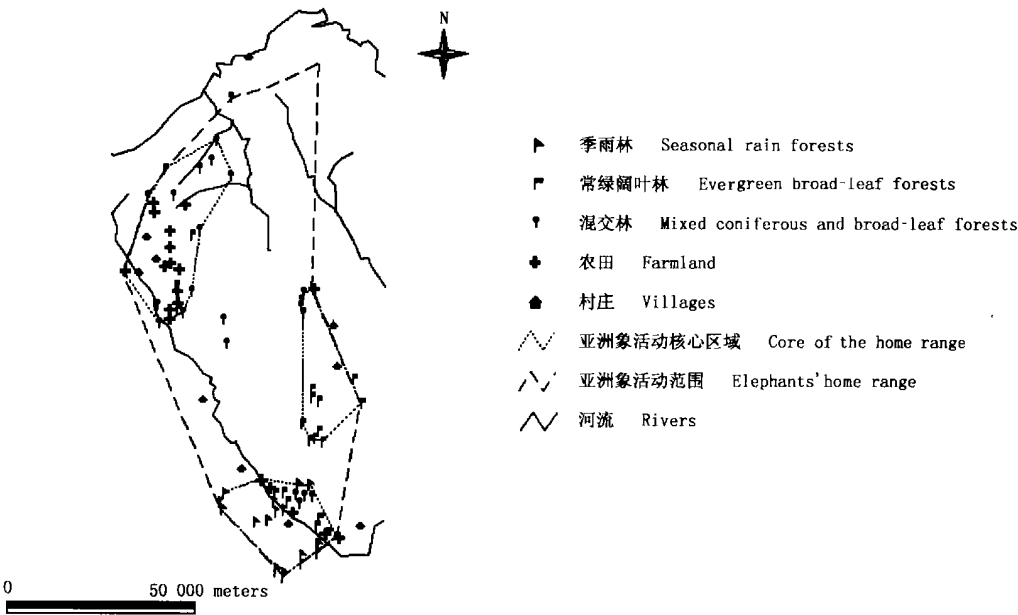 N
季雨林 Seasonal rain forests
常绿阔叶林 Evergreen broad-leaf forests
混交林 Mixed coniferous and broad-leaf forests
农田 Farmland
村庄 Villages
亚洲象活动核心区域 Core of the home range
亚洲象活动范围 Elephants'home range
河流 Rivers
0 50 000 meters